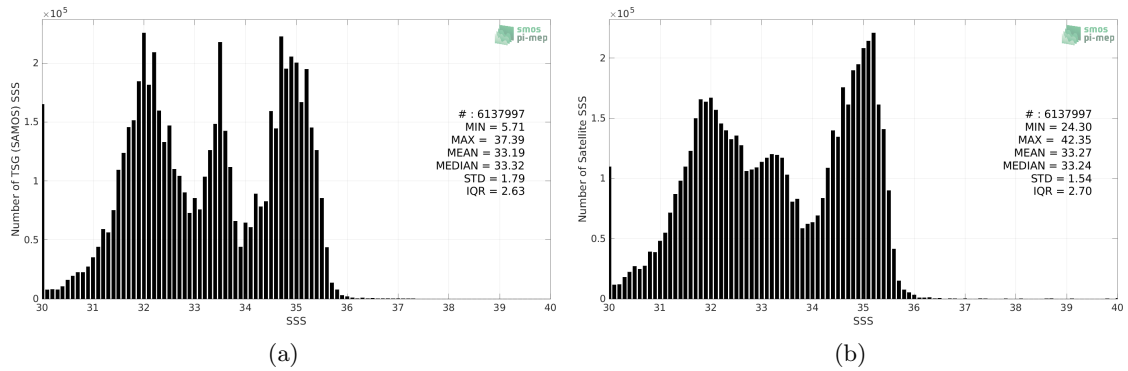 ×10^5
smos
pi-mep
Number of TSG (SAMOS) SSS
2
1.5
1
0.5
0
# : 6137997
MIN = 5.71
MAX = 37.39
MEAN = 33.19
MEDIAN = 33.32
STD = 1.79
IQR = 2.63
30 31 32 33 34 35 36 37 38 39 40
SSS
(a)
×10^5
smos
pi-mep
Number of Satellite SSS
2
1.5
1
0.5
0
# : 6137997
MIN = 24.30
MAX = 42.35
MEAN = 33.27
MEDIAN = 33.24
STD = 1.54
IQR = 2.70
30 31 32 33 34 35 36 37 38 39 40
SSS
(b)